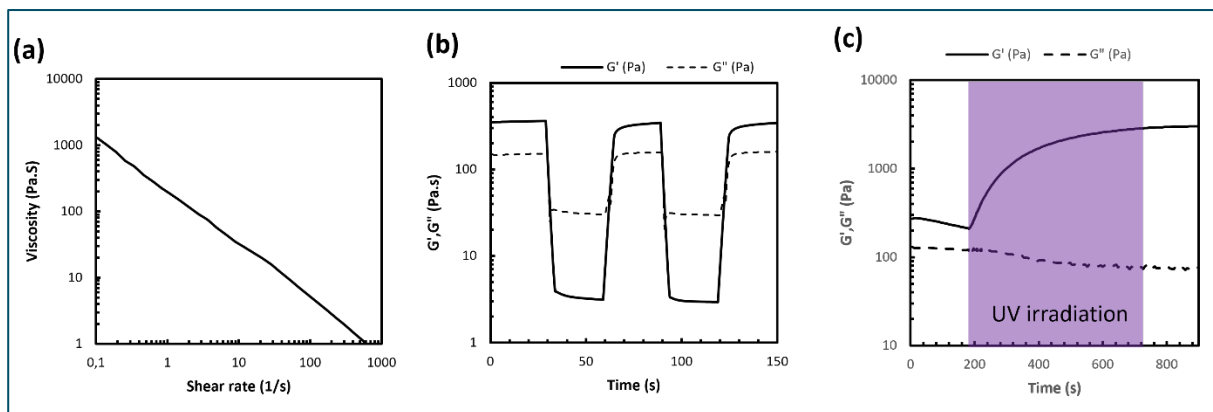 (a)
10000
1000
100
10
1
Viscosity (Pa.S)
0,1 1 10 100 1000
Shear rate (1/s)
(b)
G' (Pa) G" (Pa)
1000
100
10
1
G',G" (Pa.s)
0 50 100 150
Time (s)
(c)
G' (Pa) G" (Pa)
10000
1000
100
10
G',G" (Pa)
UV irradiation
0 200 400 600 800
Time (s)